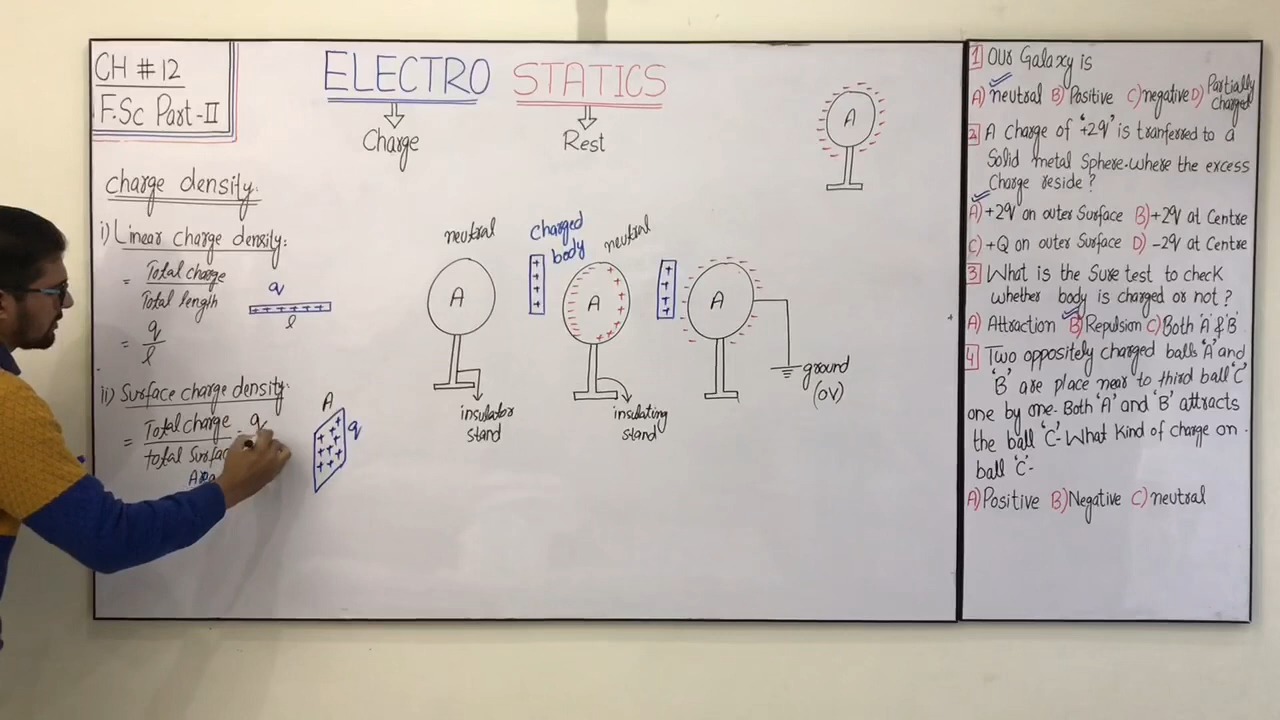 CH # 12
F.Sc Part-II
ELECTRO STATICS
Charge
Rest
A
charge density:
i) Linear charge density:
= Total charge
Total length
q
+ + + + + +
l
= q
l
ii) Surface charge density:
= Total charge = q
total Surfac
Area
A
q
neutral
A
insulator
stand
charged
body
neutral
A
insulating
stand
A
ground
(0V)
1 Our Galaxy is
A) neutral B) Positive C) negative D) Partially
charged
2 A Charge of '+2q' is tranferred to a
Solid metal Sphere. Where the excess
Charge reside?
A) +2q on outer Surface B) +2q at Centre
C) +Q on outer Surface D) -2q at Centre
3 What is the Sure test to check
whether body is charged or not?
A) Attraction B) Repulsion C) Both 'A' & 'B'
4 Two oppositely charged balls 'A' and
'B' are place near to third ball 'C'
one by one. Both 'A' and 'B' attracts
the ball 'C'- What kind of charge on
ball 'C'-
A) Positive B) Negative C) neutral